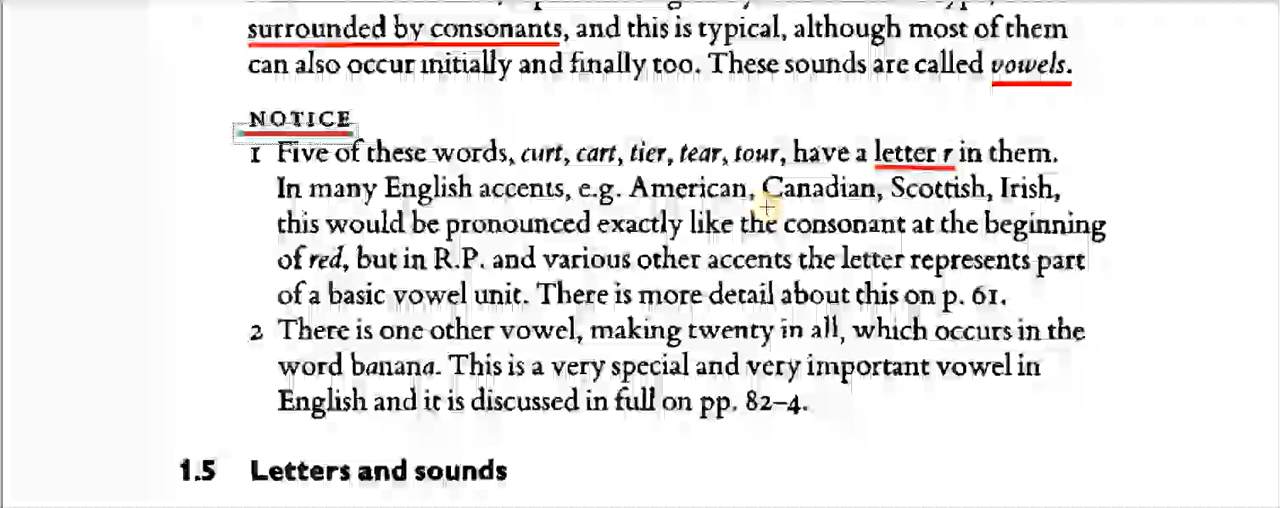 surrounded by consonants, and this is typical, although most of them
can also occur initially and finally too. These sounds are called vowels.
NOTICE
1 Five of these words, curt, cart, tier, tear, tour, have a letter r in them.
In many English accents, e.g. American, Canadian, Scottish, Irish,
this would be pronounced exactly like the consonant at the beginning
of red, but in R.P. and various other accents the letter represents part
of a basic vowel unit. There is more detail about this on p. 61.
2 There is one other vowel, making twenty in all, which occurs in the
word banana. This is a very special and very important vowel in
English and it is discussed in full on pp. 82–4.
1.5 Letters and sounds